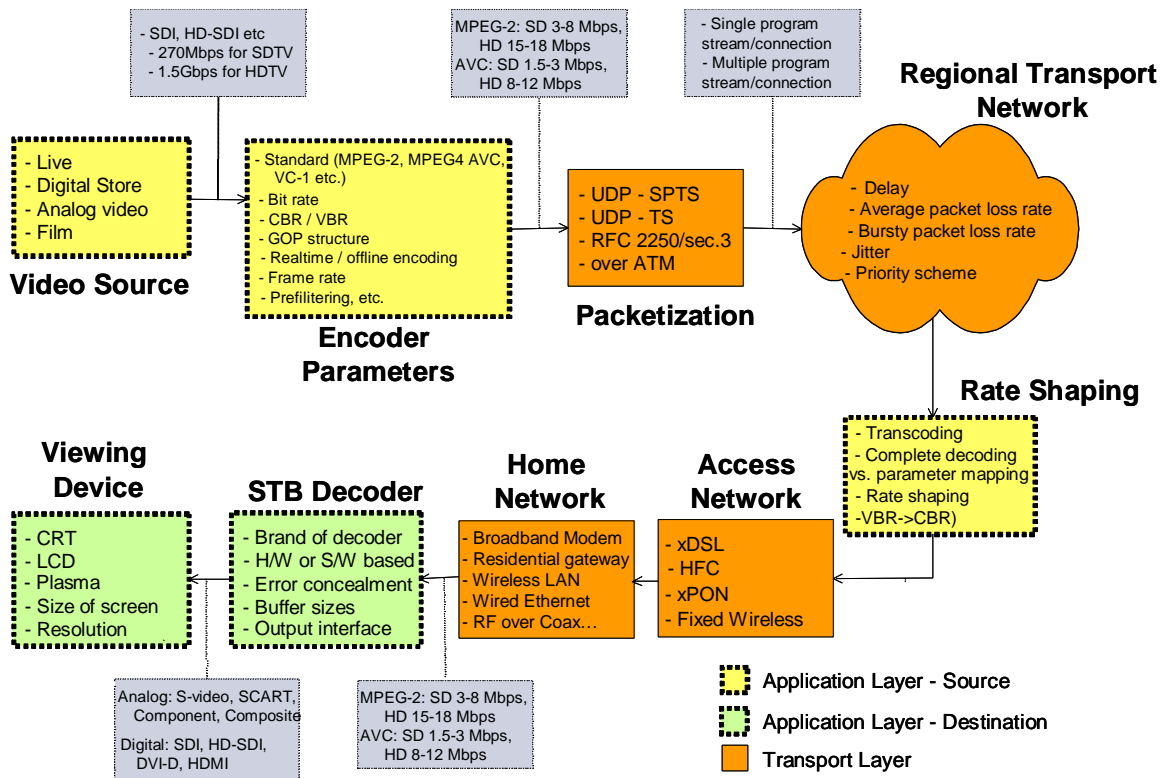 - SDI, HD-SDI etc
- 270Mbps for SDTV
- 1.5Gbps for HDTV
MPEG-2: SD 3-8 Mbps,
HD 15-18 Mbps
AVC: SD 1.5-3 Mbps,
HD 8-12 Mbps
- Single program
stream/connection
- Multiple program
stream/connection
Regional Transport
Network
- Live
- Digital Store
- Analog video
- Film
Video Source
- Standard (MPEG-2, MPEG4 AVC,
VC-1 etc.)
- Bit rate
- CBR / VBR
- GOP structure
- Realtime / offline encoding
- Frame rate
- Prefilitering, etc.
Encoder
Parameters
- UDP - SPTS
- UDP - TS
- RFC 2250/sec.3
- over ATM
Packetization
- Delay
- Average packet loss rate
- Bursty packet loss rate
- Jitter
- Priority scheme
Rate Shaping
- Transcoding
- Complete decoding
vs. parameter mapping
- Rate shaping
-VBR->CBR)
Access
Network
- xDSL
- HFC
- xPON
- Fixed Wireless
Home
Network
- Broadband Modem
- Residential gateway
- Wireless LAN
- Wired Ethernet
- RF over Coax…
STB Decoder
- Brand of decoder
- H/W or S/W based
- Error concealment
- Buffer sizes
- Output interface
Viewing
Device
- CRT
- LCD
- Plasma
- Size of screen
- Resolution
Analog: S-video, SCART,
Component, Composite
Digital: SDI, HD-SDI,
DVI-D, HDMI
MPEG-2: SD 3-8 Mbps,
HD 15-18 Mbps
AVC: SD 1.5-3 Mbps,
HD 8-12 Mbps
Application Layer - Source
Application Layer - Destination
Transport Layer